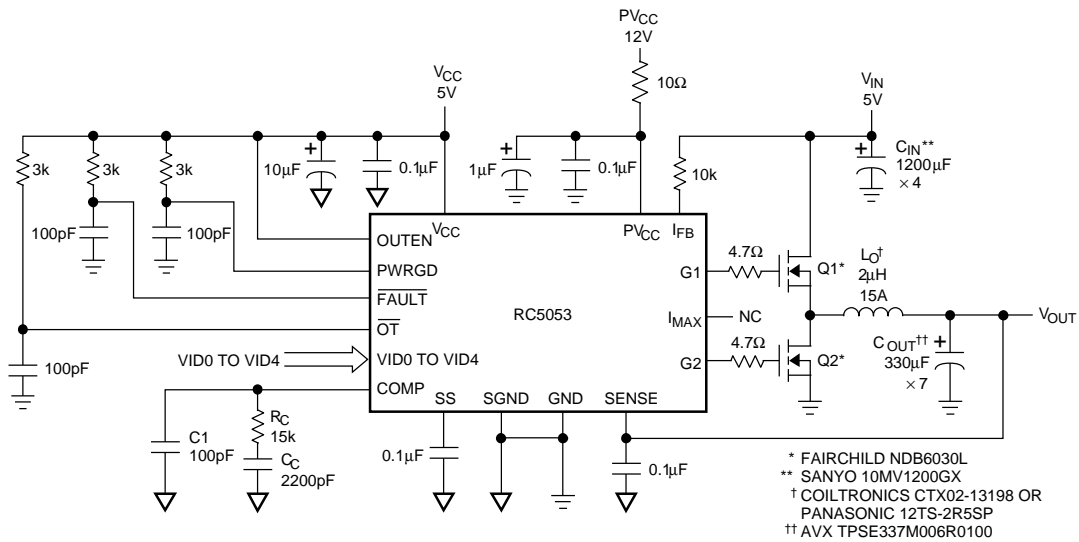 PVCC
12V
10Ω
VCC
5V
VIN
5V
3k
3k
3k
10µF
0.1µF
1µF
0.1µF
10k
CIN**
1200µF
× 4
100pF
100pF
VCC
PVCC
IFB
OUTEN
PWRGD
FAULT
OT
VID0 TO VID4
VID0 TO VID4
COMP
RC5053
G1
IMAX
NC
G2
4.7Ω
Q1*
LO†
2µH
15A
VOUT
4.7Ω
Q2*
COUT††
330µF
× 7
100pF
SS
SGND
GND
SENSE
C1
100pF
RC
15k
CC
2200pF
0.1µF
0.1µF
* FAIRCHILD NDB6030L
** SANYO 10MV1200GX
† COILTRONICS CTX02-13198 OR
PANASONIC 12TS-2R5SP
†† AVX TPSE337M006R0100